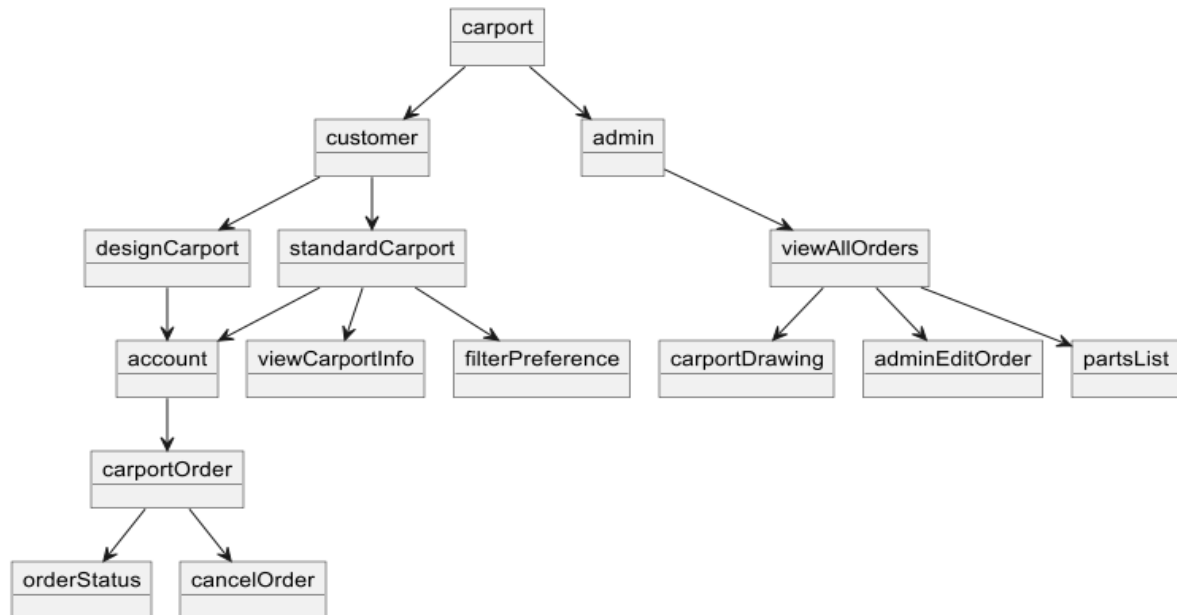 carport
customer
admin
designCarport
standardCarport
viewAllOrders
account
viewCarportInfo
filterPreference
carportDrawing
adminEditOrder
partsList
carportOrder
orderStatus
cancelOrder